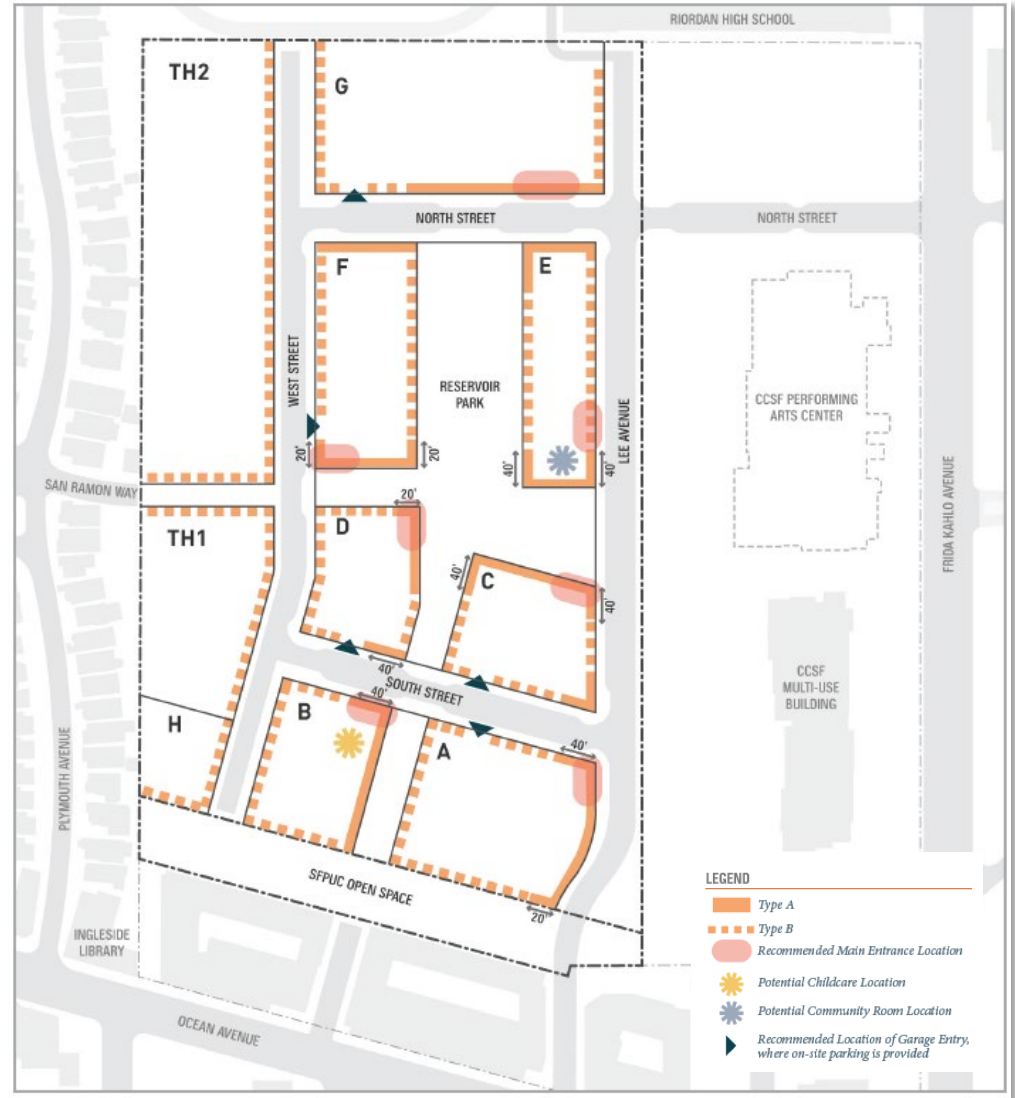 RIORDAN HIGH SCHOOL
TH2
G
NORTH STREET
NORTH STREET
F
E
WEST STREET
RESERVOIR
PARK
LEE AVENUE
CCSF PERFORMING
ARTS CENTER
FRIDA KAHLO AVENUE
20'
20'
40'
40'
SAN RAMON WAY
20'
TH1
D
C
40'
40'
40'
SOUTH STREET
CCSF
MULTI-USE
BUILDING
H
B
40'
A
40'
PLYMOUTH AVENUE
SFPUC OPEN SPACE
20'
INGLESIDE
LIBRARY
OCEAN AVENUE
LEGEND
Type A
Type B
Recommended Main Entrance Location
Potential Childcare Location
Potential Community Room Location
Recommended Location of Garage Entry,
where on-site parking is provided